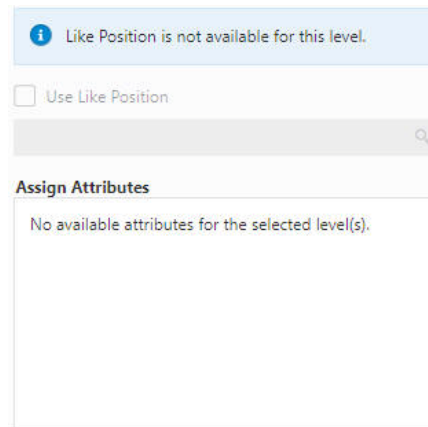 Like Position is not available for this level.
Use Like Position
Assign Attributes
No available attributes for the selected level(s).